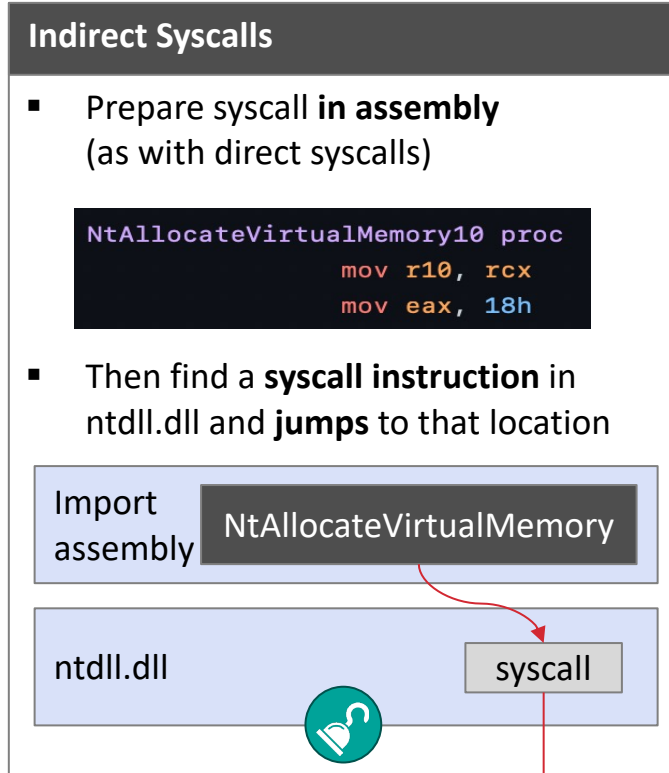 Indirect Syscalls
▪ Prepare syscall in assembly
(as with direct syscalls)
NtAllocateVirtualMemory10 proc
mov r10, rcx
mov eax, 18h
▪ Then find a syscall instruction in
ntdll.dll and jumps to that location
Import
assembly
NtAllocateVirtualMemory
ntdll.dll
syscall